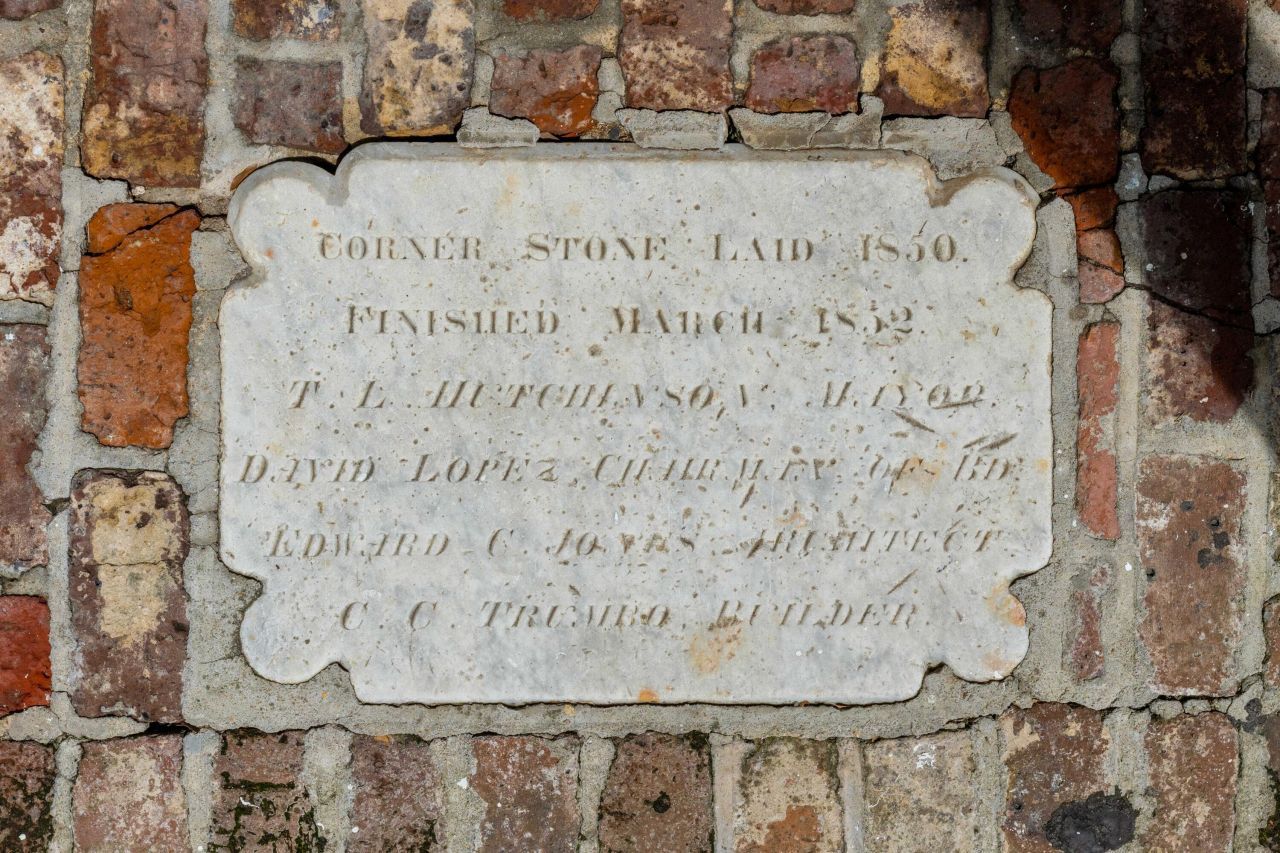 CORNER STONE LAID 1850.
FINISHED MARCH 1852.
T. L. HUTCHINSON, MAYOR.
DAVID LOPEZ, CHAIRMAN OF BD
EDWARD C. JONES, ARCHITECT.
C. C. TRUMBO, BUILDER.